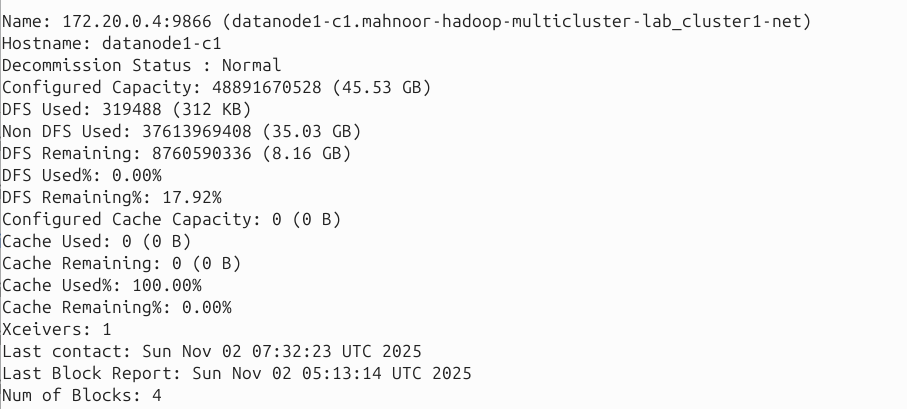 Name: 172.20.0.4:9866 (datanode1-c1.mahnoor-hadoop-multicluster-lab_cluster1-net)
Hostname: datanode1-c1
Decommission Status : Normal
Configured Capacity: 48891670528 (45.53 GB)
DFS Used: 319488 (312 KB)
Non DFS Used: 37613969408 (35.03 GB)
DFS Remaining: 8760590336 (8.16 GB)
DFS Used%: 0.00%
DFS Remaining%: 17.92%
Configured Cache Capacity: 0 (0 B)
Cache Used: 0 (0 B)
Cache Remaining: 0 (0 B)
Cache Used%: 100.00%
Cache Remaining%: 0.00%
Xceivers: 1
Last contact: Sun Nov 02 07:32:23 UTC 2025
Last Block Report: Sun Nov 02 05:13:14 UTC 2025
Num of Blocks: 4